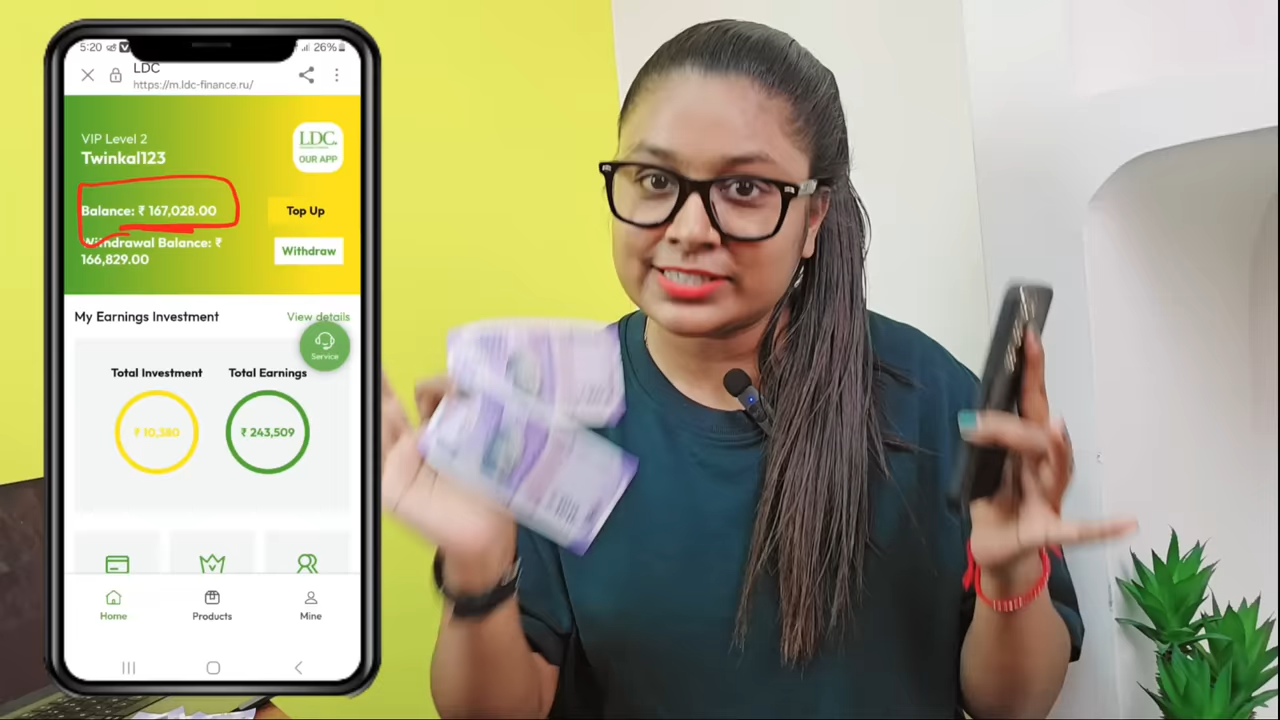 5:20
26%
LDC
https://m.ldc-finance.ru/
VIP Level 2
Twinkal123
LDC
OUR APP
Balance: ₹ 167,028.00
Top Up
Withdrawal Balance: ₹
166,829.00
Withdraw
My Earnings Investment
View details
Service
Total Investment
Total Earnings
₹ 10,380
₹ 243,509
Home
Products
Mine